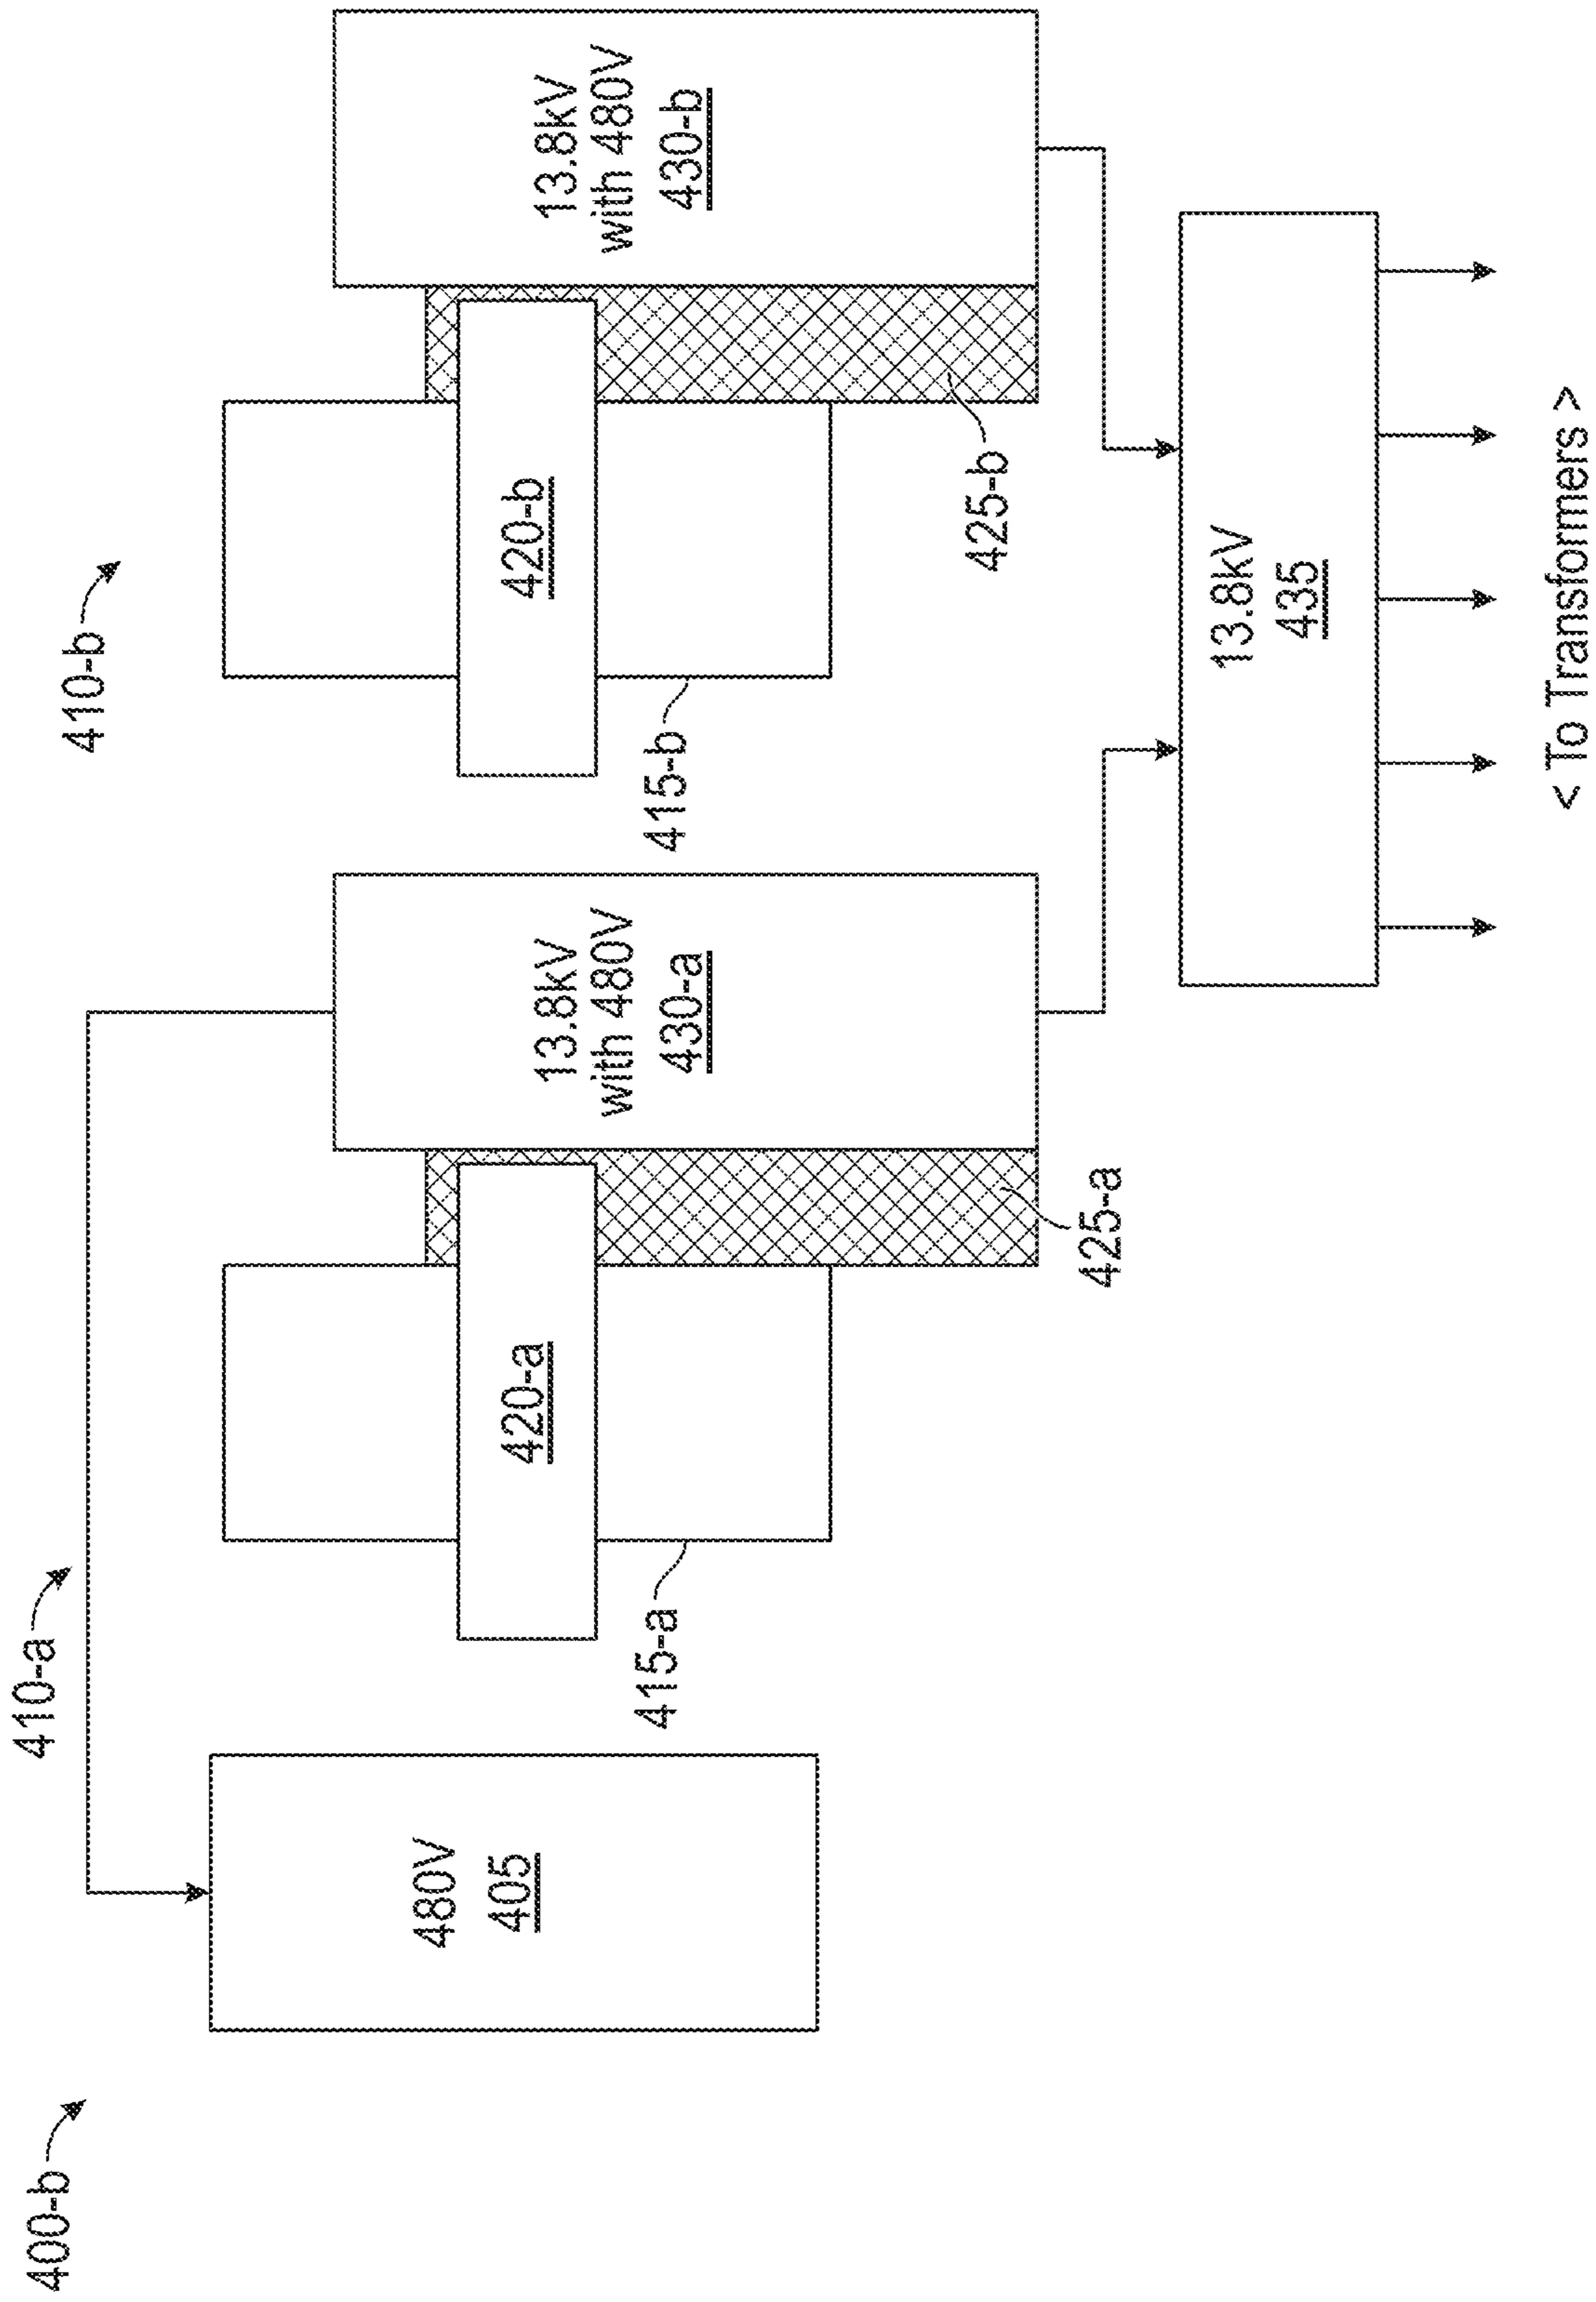 400-b
410-a
410-b
480V
405
420-a
415-a
13.8kV
with 480V
430-a
425-a
420-b
415-b
13.8kV
with 480V
430-b
425-b
13.8kV
435
< To Transformers >